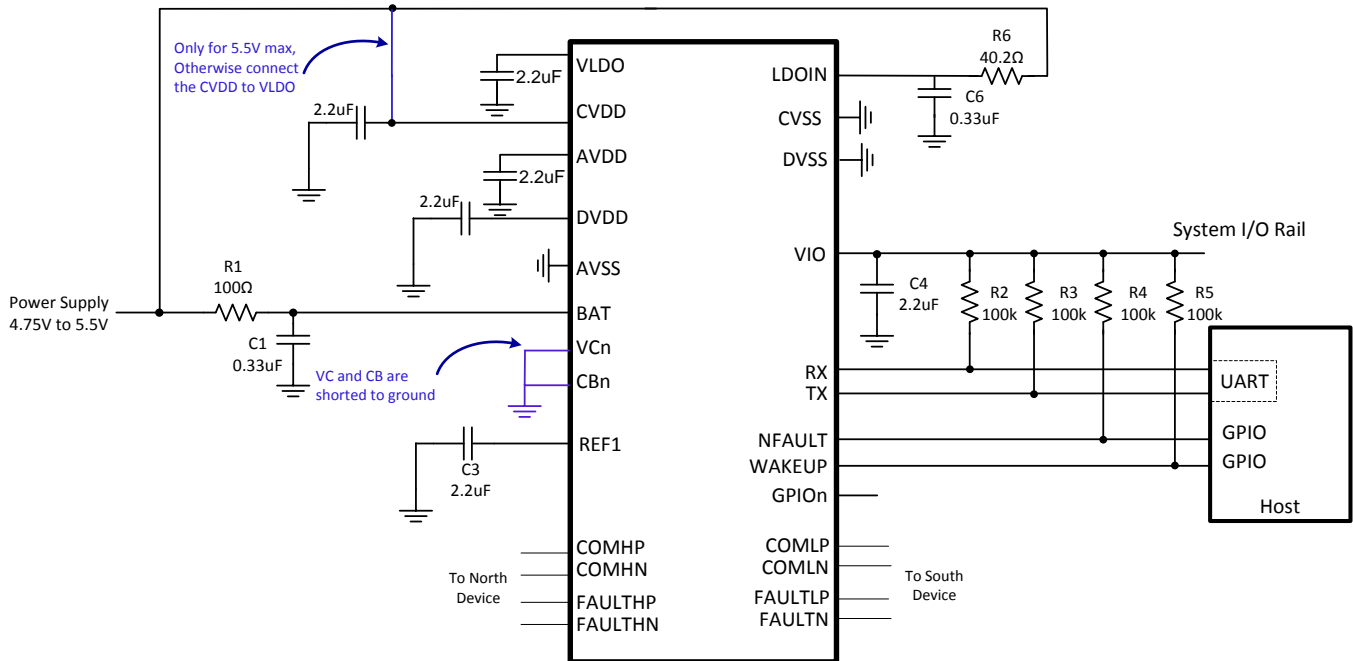 Only for 5.5V max,
Otherwise connect
the CVDD to VLDO
2.2uF
VLDO
2.2uF
CVDD
AVDD
2.2uF
2.2uF
DVDD
AVSS
R1
100Ω
Power Supply
4.75V to 5.5V
BAT
C1
0.33uF
VCn
CBn
VC and CB are
shorted to ground
REF1
C3
2.2uF
COMHP
COMHN
To North
Device
FAULTHP
FAULTHN
R6
40.2Ω
LDOIN
C6
0.33uF
CVSS
DVSS
System I/O Rail
VIO
C4
2.2uF
R2
100k
R3
100k
R4
100k
R5
100k
RX
TX
UART
NFAULT
GPIO
WAKEUP
GPIO
GPIOn
Host
COMLP
COMLN
To South
Device
FAULTLP
FAULTN